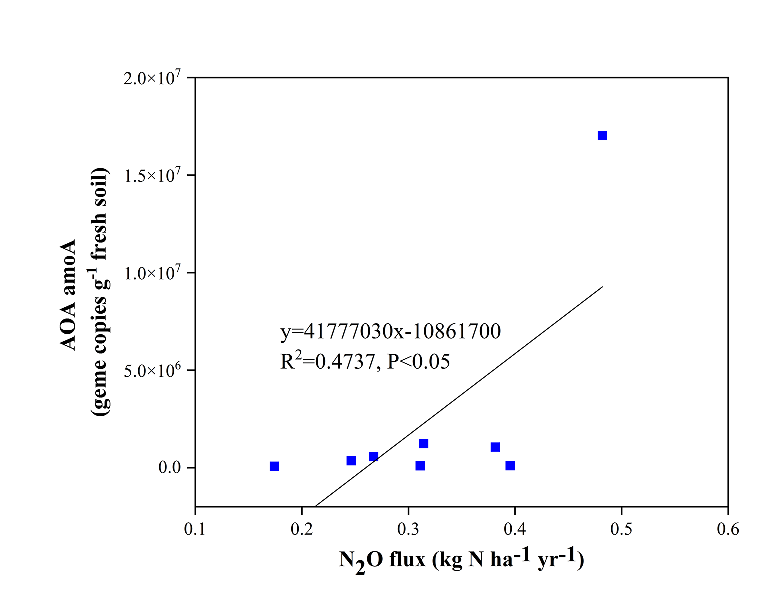 2.0×10⁷
1.5×10⁷
1.0×10⁷
5.0×10⁶
0.0
AOA amoA
(geme copies g⁻¹ fresh soil)
y=41777030x-10861700
R²=0.4737, P<0.05
0.1 0.2 0.3 0.4 0.5 0.6
N₂O flux (kg N ha⁻¹ yr⁻¹)